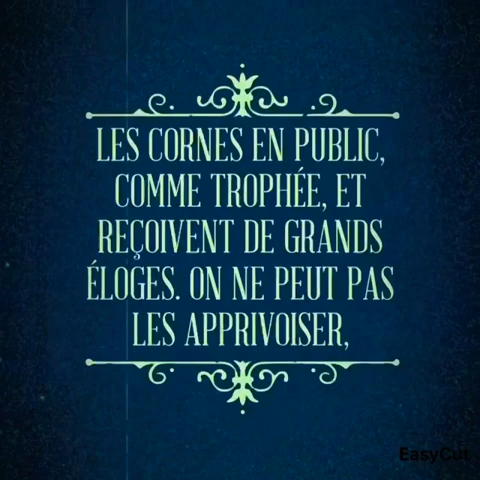 LES CORNES EN PUBLIC,
COMME TROPHÉE, ET
REÇOIVENT DE GRANDS
ÉLOGES. ON NE PEUT PAS
LES APPRIVOISER,
EasyCut